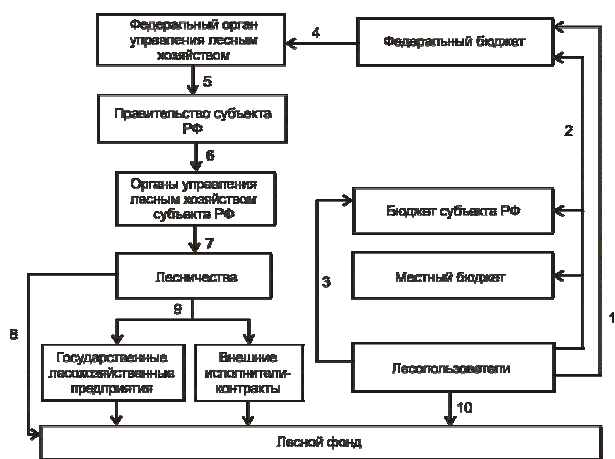 Федеральный орган
управления лесным
хозяйством
4
Федеральный бюджет
5
Правительство субъекта
РФ
2
6
Органы управления
лесным хозяйством
субъекта РФ
Бюджет субъекта РФ
7
Лесничества
3
Местный бюджет
9
1
8
Государственные
лесохозяйственные
предприятия
Внешние
исполнители-
контракты
Лесопользователи
10
Лесной фонд